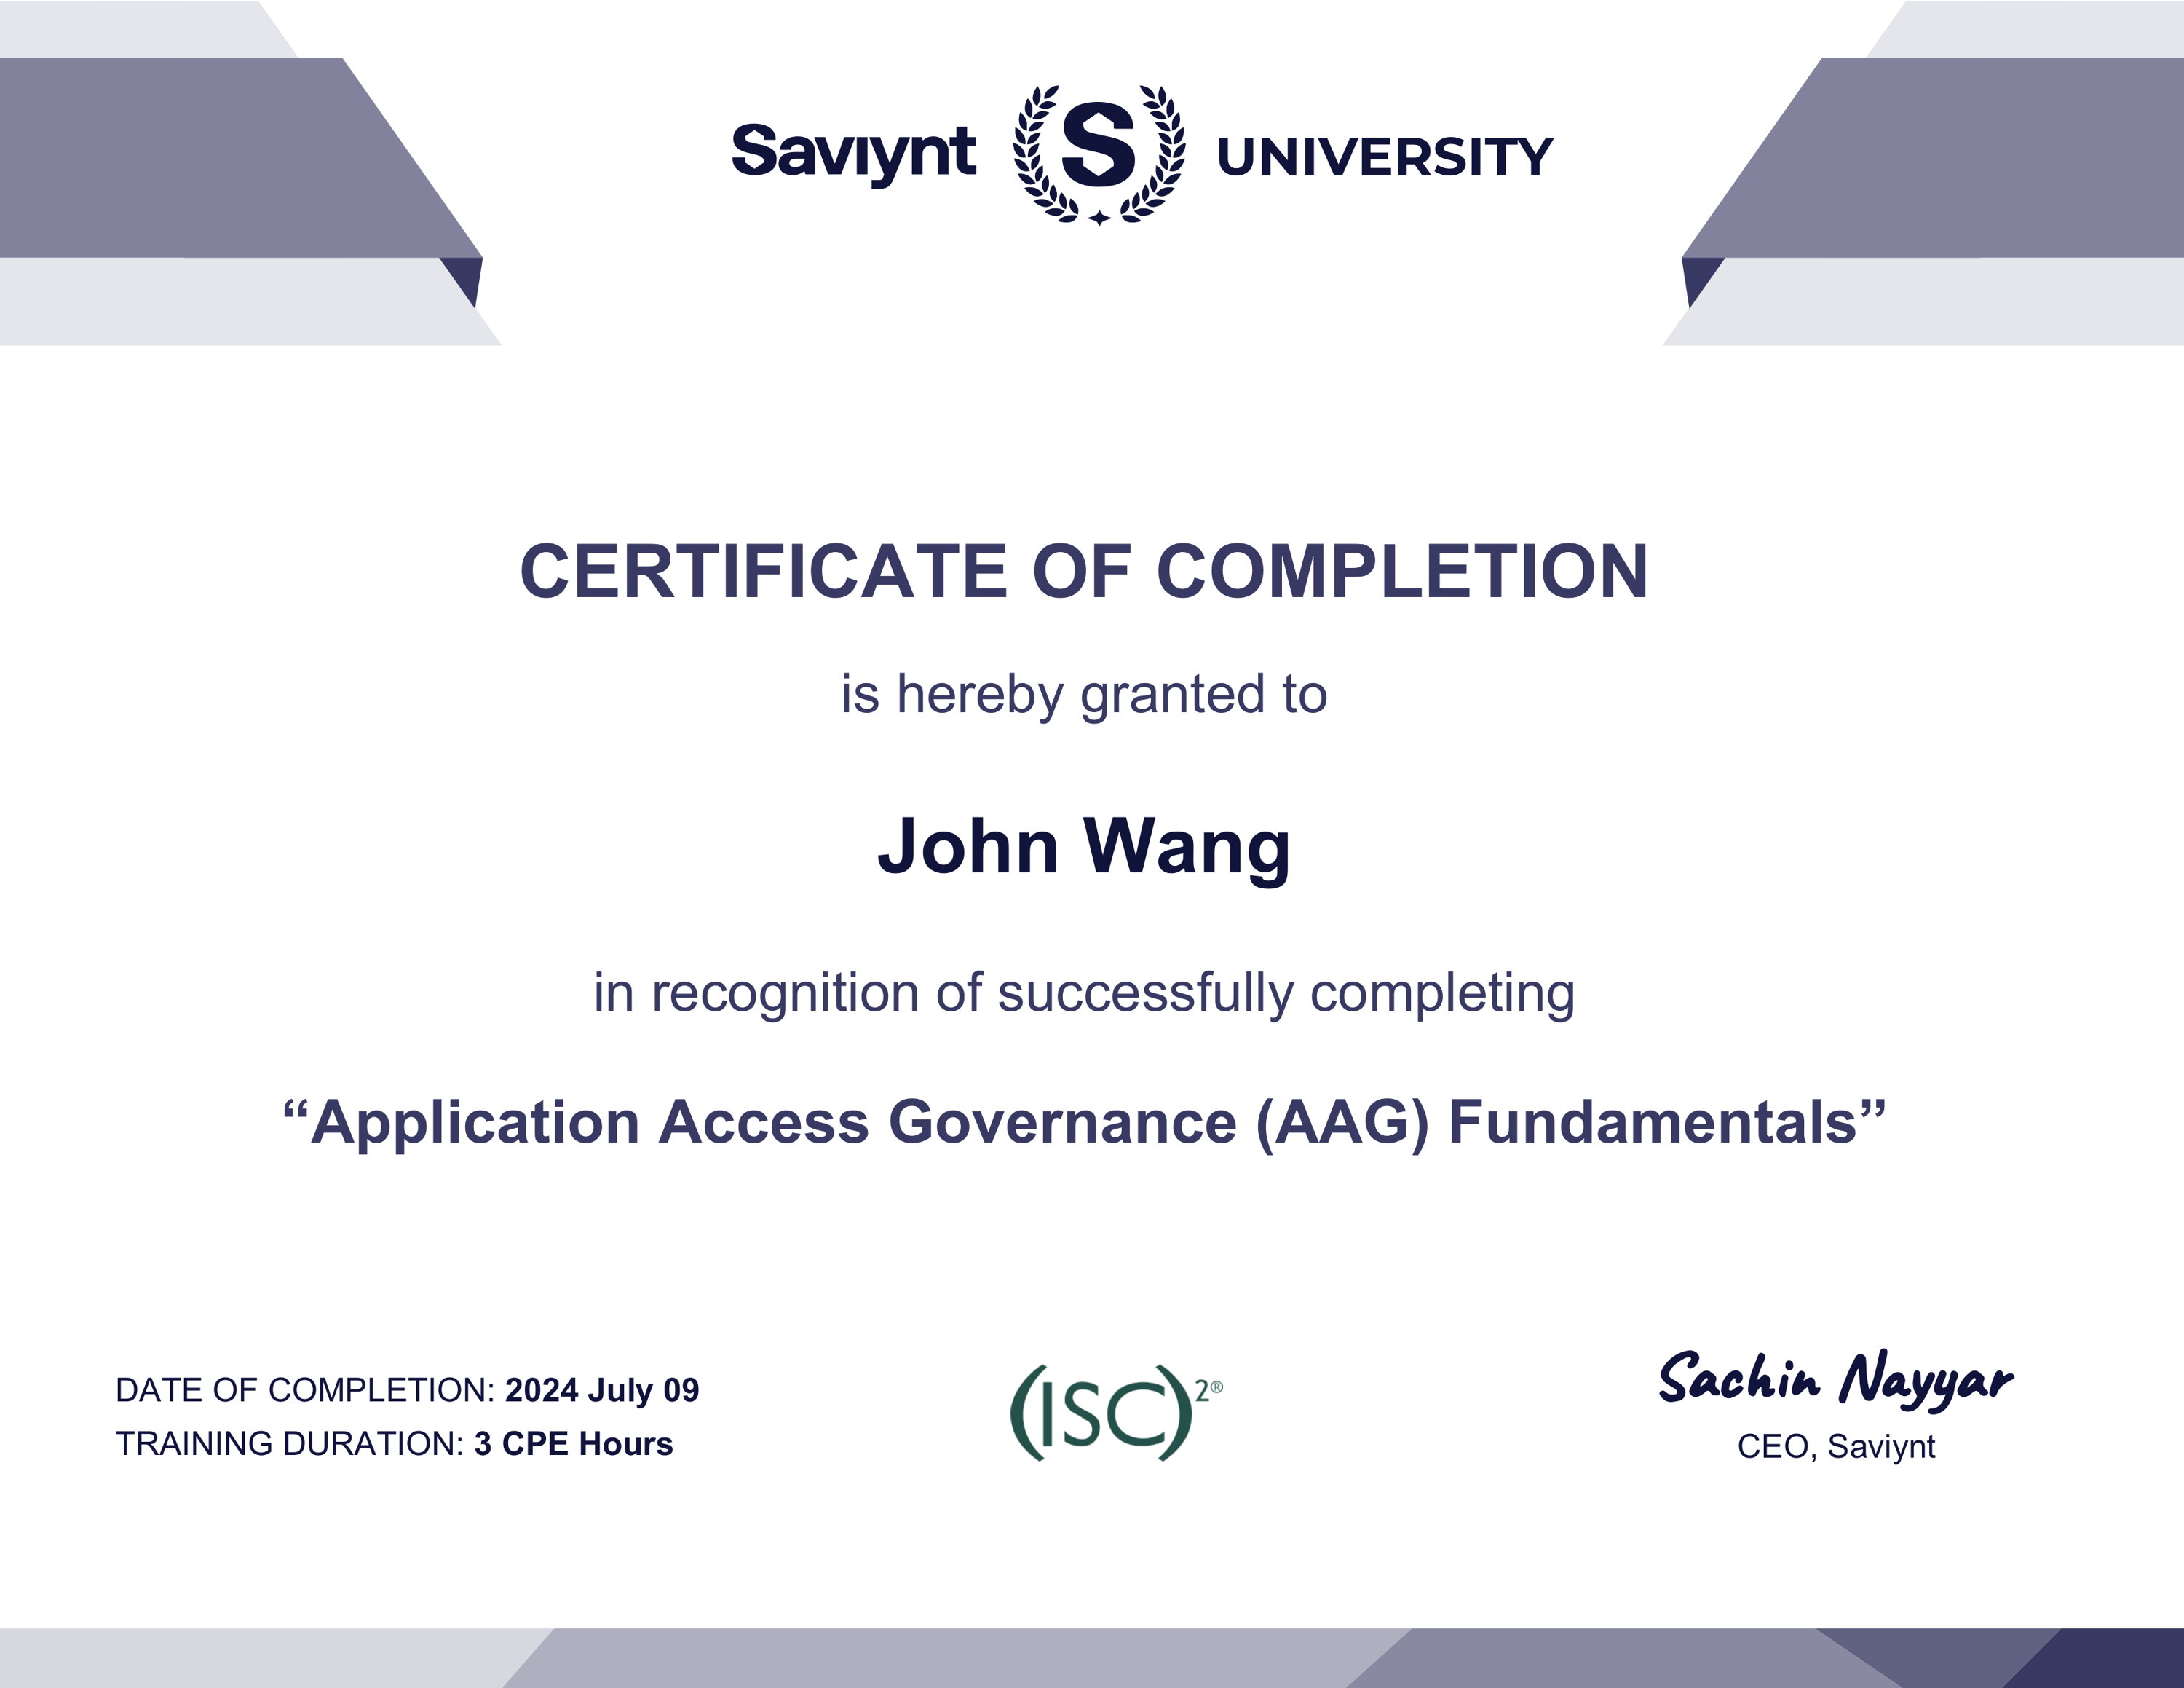 Saviynt S UNIVERSITY
CERTIFICATE OF COMPLETION
is hereby granted to
John Wang
in recognition of successfully completing
“Application Access Governance (AAG) Fundamentals”
DATE OF COMPLETION: 2024 July 09
TRAINING DURATION: 3 CPE Hours
(ISC)2®
Sachin Nayyar
CEO, Saviynt